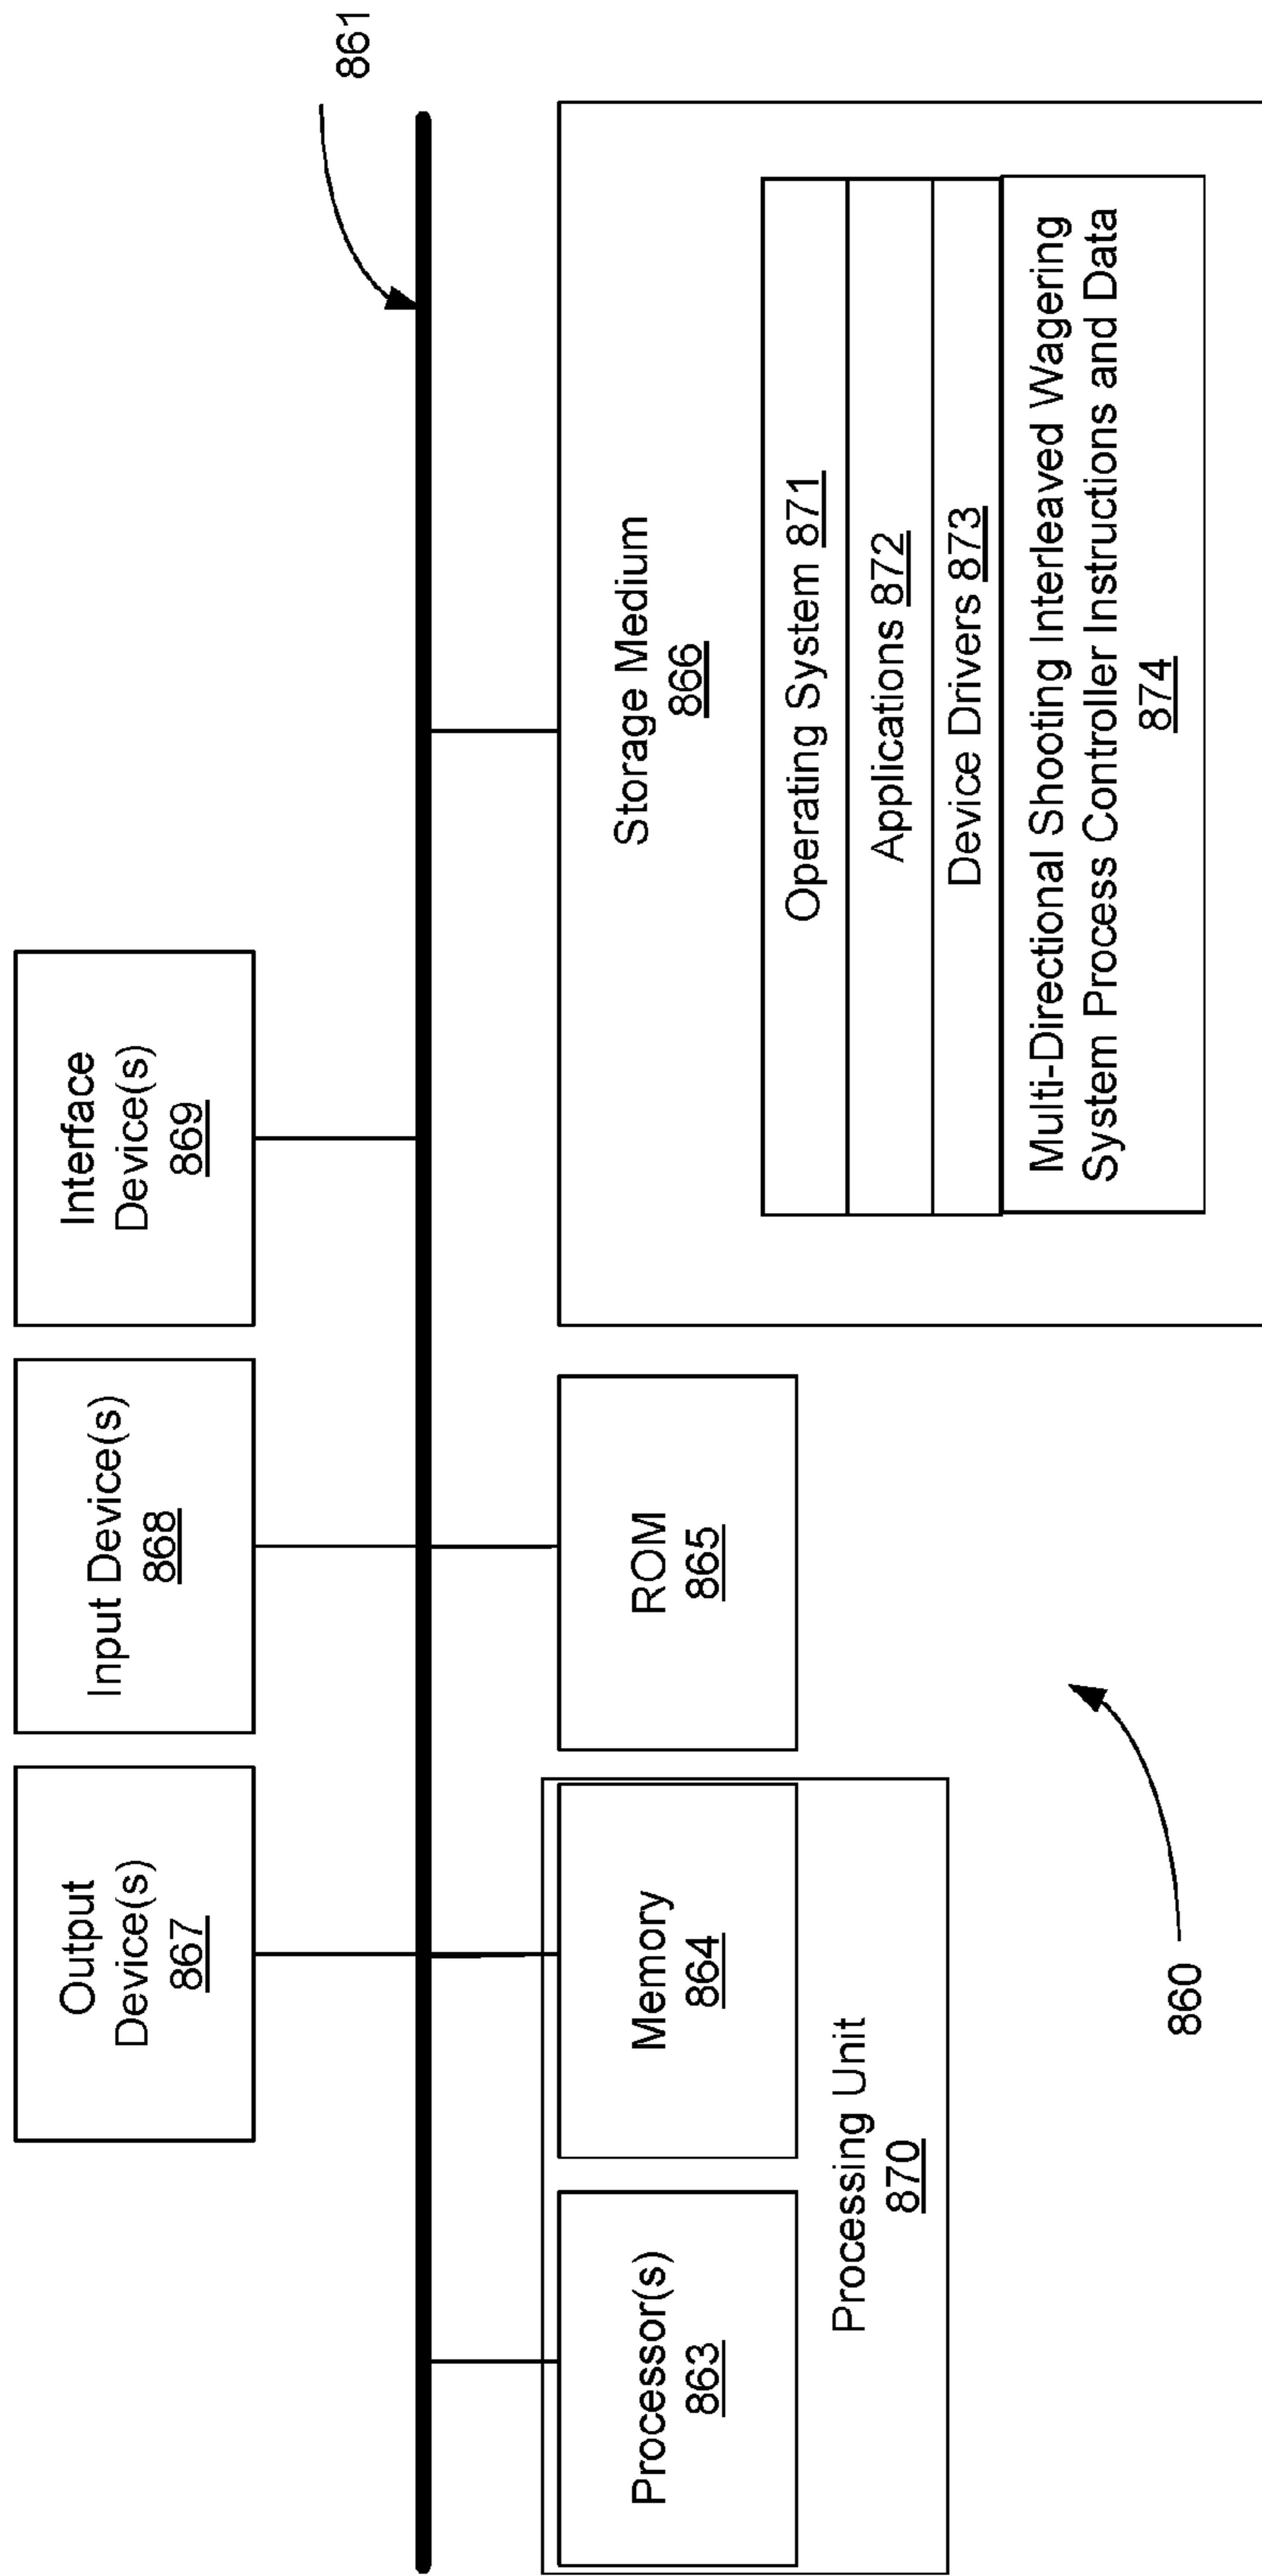 861
Output
Device(s)
867
Input Device(s)
868
Interface
Device(s)
869
Processor(s)
863
Memory
864
Processing Unit
870
ROM
865
Storage Medium
866
Operating System 871
Applications 872
Device Drivers 873
Multi-Directional Shooting Interleaved Wagering
System Process Controller Instructions and Data
874
860